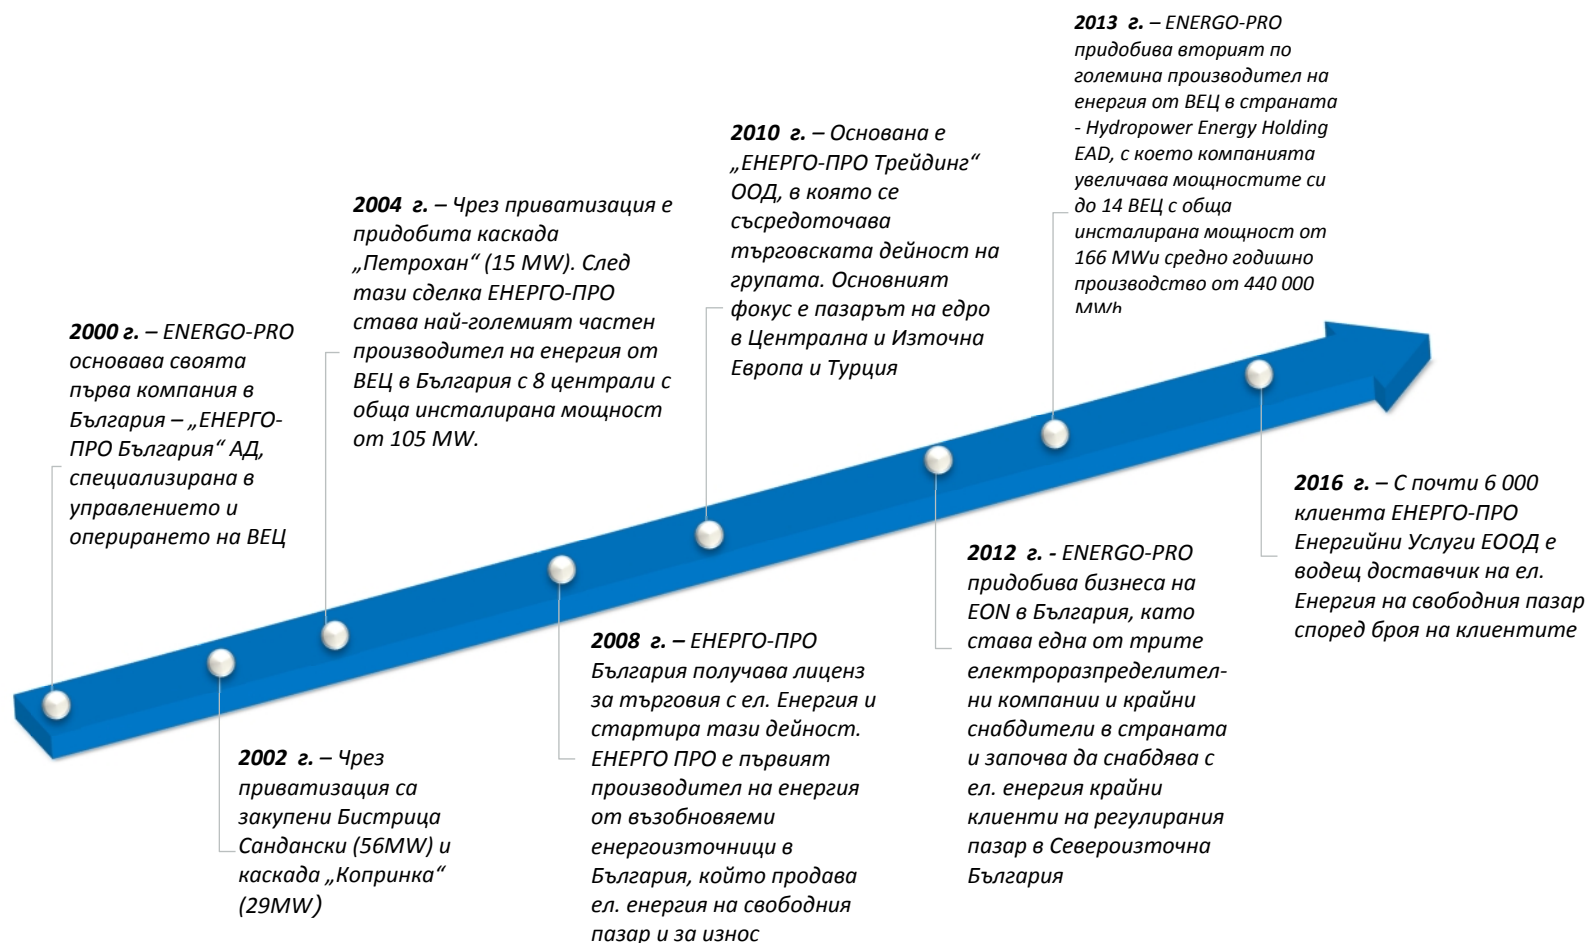 2000 г. – ENERGO-PRO
основава своята
първа компания в
България – „ЕНЕРГО-
ПРО България“ АД,
специализирана в
управлението и
оперирането на ВЕЦ
2002 г. – Чрез
приватизация са
закупени Бистрица
Сандански (56MW) и
каскада „Копринка“
(29MW)
2004 г. – Чрез приватизация е
придобита каскада
„Петрохан“ (15 MW). След
тази сделка ЕНЕРГО-ПРО
става най-големият частен
производител на енергия от
ВЕЦ в България с 8 централи с
обща инсталирана мощност
от 105 MW.
2008 г. – ЕНЕРГО-ПРО
България получава лиценз
за търговия с ел. Енергия и
стартира тази дейност.
ЕНЕРГО ПРО е първият
производител на енергия
от възобновяеми
енергоизточници в
България, който продава
ел. енергия на свободния
пазар и за износ
2010 г. – Основана е
„ЕНЕРГО-ПРО Трейдинг“
ООД, в която се
съсредоточава
търговската дейност на
групата. Основният
фокус е пазарът на едро
в Централна и Източна
Европа и Турция
2012 г. - ENERGO-PRO
придобива бизнеса на
EON в България, като
става една от трите
електроразпределител-
ни компании и крайни
снабдители в страната
и започва да снабдява с
ел. енергия крайни
клиенти на регулирания
пазар в Североизточна
България
2013 г. – ENERGO-PRO
придобива вторият по
големина производител на
енергия от ВЕЦ в страната
- Hydropower Energy Holding
EAD, с което компанията
увеличава мощностите си
до 14 ВЕЦ с обща
инсталирана мощност от
166 MWи средно годишно
производство от 440 000
MWh
2016 г. – С почти 6 000
клиента ЕНЕРГО-ПРО
Енергийни Услуги ЕООД е
водещ доставчик на ел.
Енергия на свободния пазар
според броя на клиентите